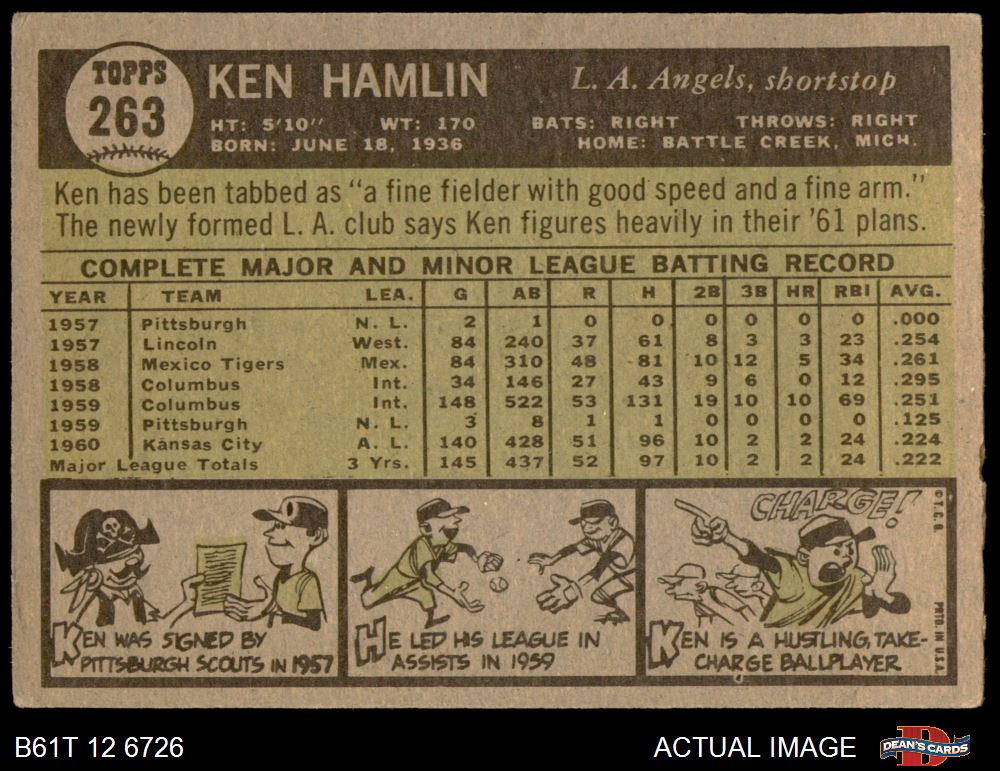 TOPPS
263
KEN HAMLIN
L. A. Angels, shortstop
HT: 5'10" WT: 170 BATS: RIGHT THROWS: RIGHT
BORN: JUNE 18, 1936 HOME: BATTLE CREEK, MICH.
Ken has been tabbed as "a fine fielder with good speed and a fine arm."
The newly formed L. A. club says Ken figures heavily in their '61 plans.
COMPLETE MAJOR AND MINOR LEAGUE BATTING RECORD
YEAR TEAM LEA. G AB R H 2B 3B HR RBI AVG.
1957 Pittsburgh N. L. 2 1 0 0 0 0 0 0 .000
1957 Lincoln West. 84 240 37 61 8 3 3 23 .254
1958 Mexico Tigers Mex. 84 310 48 81 10 12 5 34 .261
1958 Columbus Int. 34 146 27 43 9 6 0 12 .295
1959 Columbus Int. 148 522 53 131 19 10 10 69 .251
1959 Pittsburgh N. L. 3 8 1 1 0 0 0 0 .125
1960 Kansas City A. L. 140 428 51 96 10 2 2 24 .224
Major League Totals 3 Yrs. 145 437 52 97 10 2 2 24 .222
KEN WAS SIGNED BY
PITTSBURGH SCOUTS IN 1957
HE LED HIS LEAGUE IN
ASSISTS IN 1959
CHARGE!
KEN IS A HUSTLING, TAKE-
CHARGE BALLPLAYER
© T. C. G. PRTD. IN U.S.A.
B61T 12 6726
ACTUAL IMAGE
DEAN'S CARDS